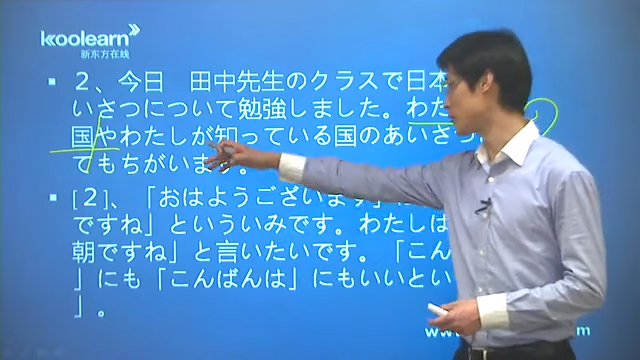 Koolearn
新东方在线
2、今日 田中先生のクラスで日本
いさつについて勉強しました。わた
国やわたしが知っている国のあいさつ
てもちがいます。
[2]、「おはようございます」に
ですね」といういみです。わたしは
朝ですね」と言いたいです。「こん
」にも「こんばんは」にもいいとい
」。